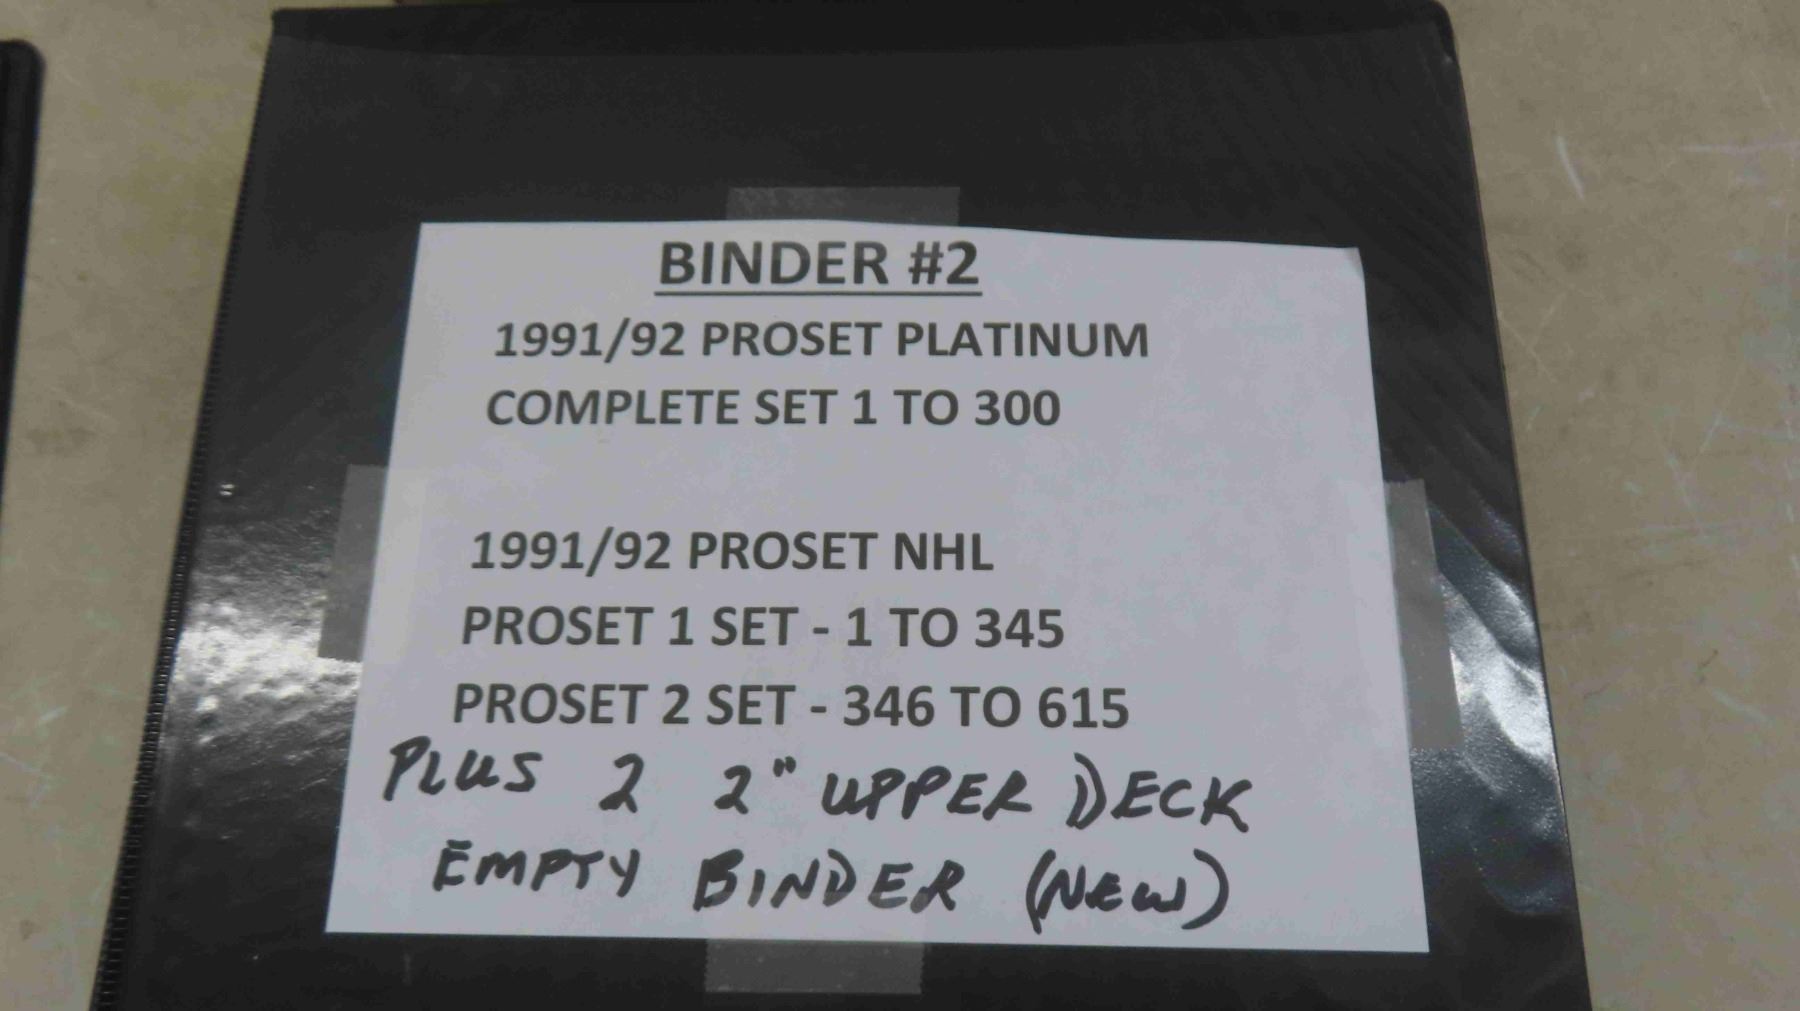 BINDER #2
1991/92 PROSET PLATINUM
COMPLETE SET 1 TO 300
1991/92 PROSET NHL
PROSET 1 SET - 1 TO 345
PROSET 2 SET - 346 TO 615
PLUS 2 2" UPPER DECK
EMPTY BINDER (NEW)